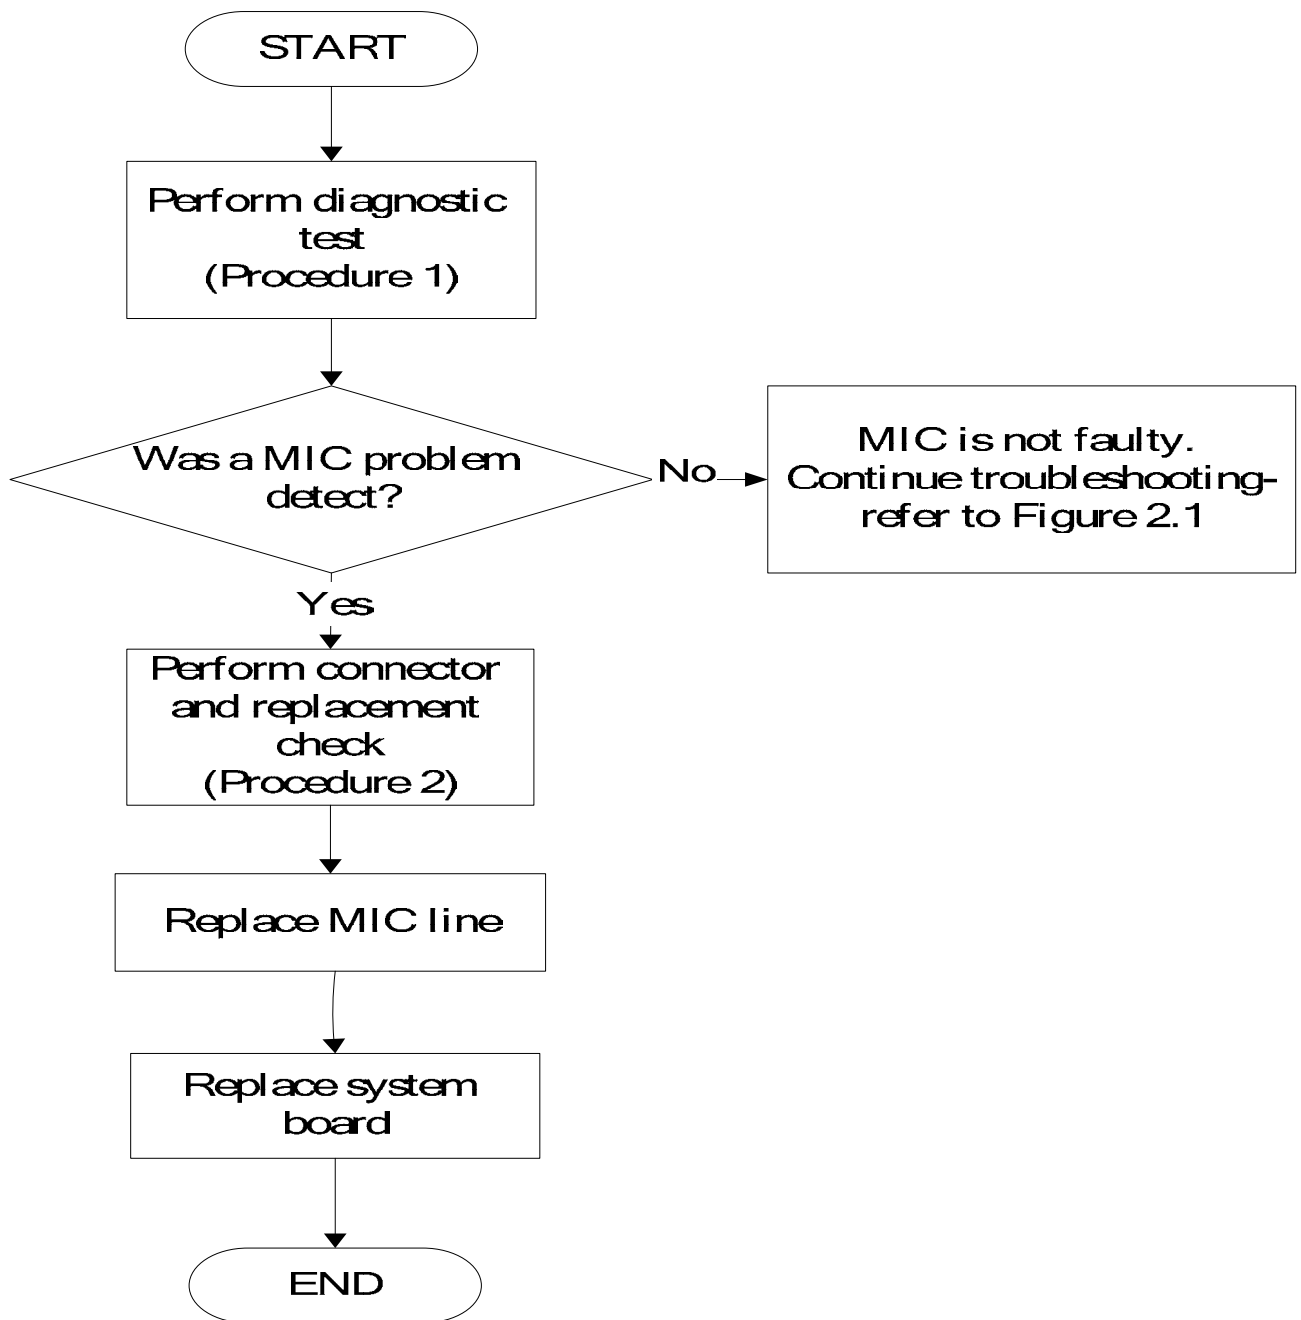 START
Perform diagnostic
test
(Procedure 1)
Was a MIC problem
detect?
No
MIC is not faulty.
Continue troubleshooting-
refer to Figure 2.1
Yes
Perform connector
and replacement
check
(Procedure 2)
Replace MIC line
Replace system
board
END